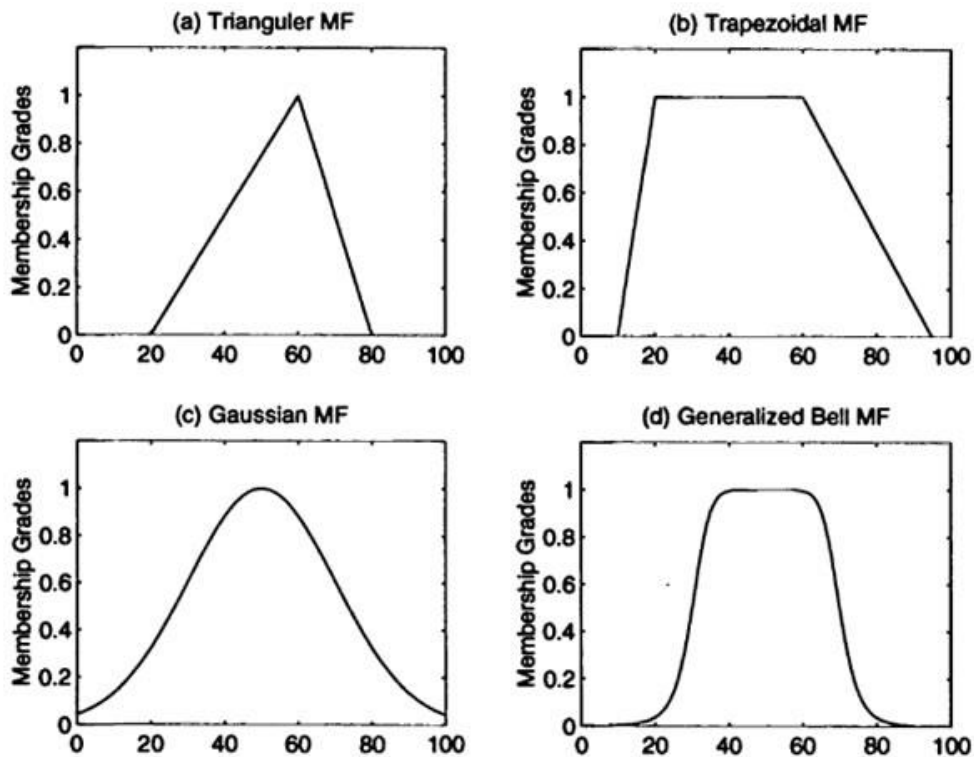 (a) Trianguler MF
Membership Grades
1
0.8
0.6
0.4
0.2
0
0 20 40 60 80 100
(b) Trapezoidal MF
Membership Grades
1
0.8
0.6
0.4
0.2
0
0 20 40 60 80 100
(c) Gaussian MF
Membership Grades
1
0.8
0.6
0.4
0.2
0
0 20 40 60 80 100
(d) Generalized Bell MF
Membership Grades
1
0.8
0.6
0.4
0.2
0
0 20 40 60 80 100